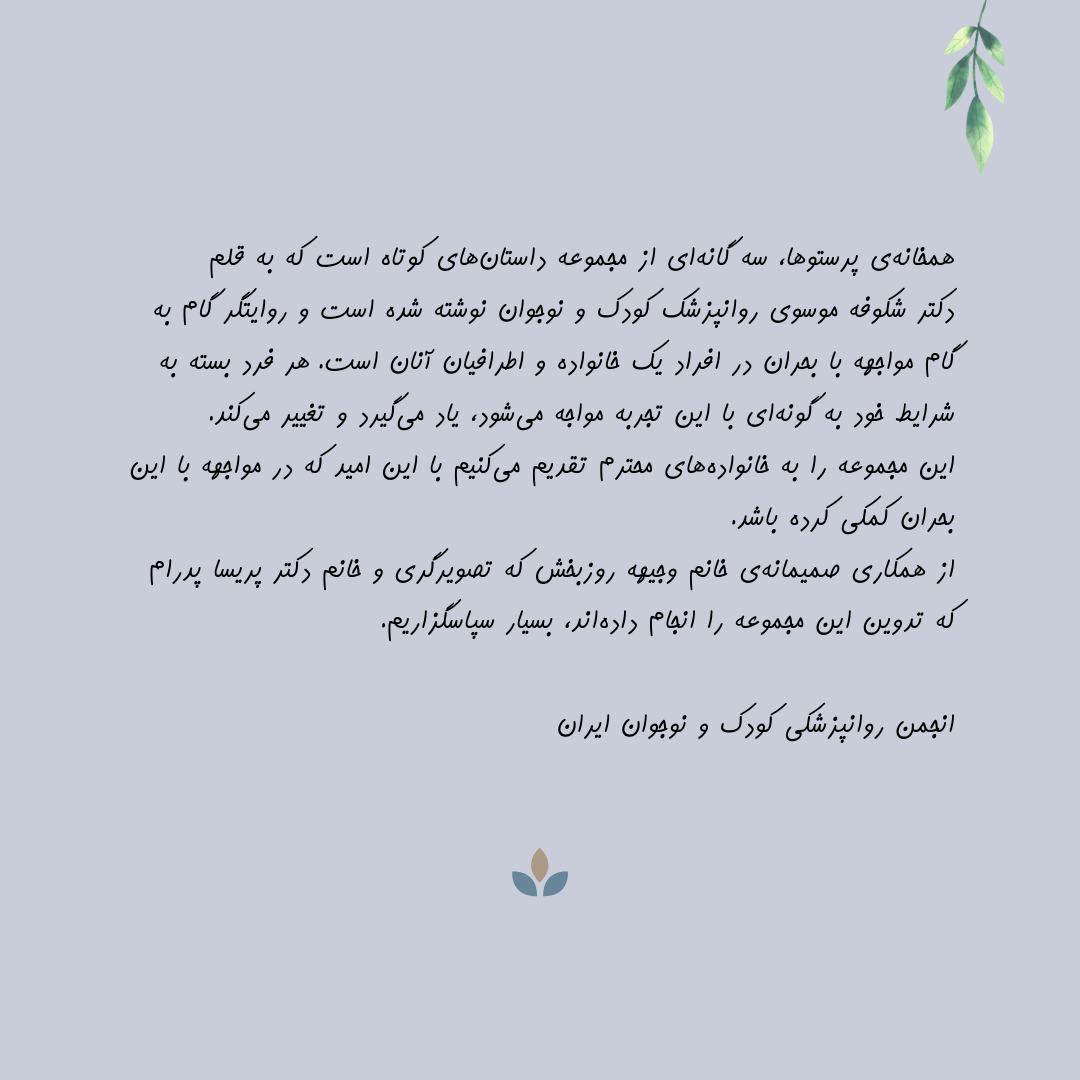 همخانه‌ی پرستوها، سه گانه‌ای از مجموعه داستان‌های کوتاه است که به قلم
دکتر شکوفه موسوی روانپزشک کودک و نوجوان نوشته شده است و روایتگر گام به
گام مواجهه با بحران در افراد یک خانواده و اطرافیان آنان است. هر فرد بسته به
شرایط خود به گونه‌ای با این تجربه مواجه می‌شود، یاد می‌گیرد و تغییر می‌کند.
این مجموعه را به خانواده‌های محترم تقدیم می‌کنیم با این امید که در مواجهه با این
بحران کمکی کرده باشد.
از همکاری صمیمانه‌ی خانم وجیهه روزبخش که تصویرگری و خانم دکتر پریسا پدرام
که تدوین این مجموعه را انجام داده‌اند، بسیار سپاسگزاریم.
انجمن روانپزشکی کودک و نوجوان ایران